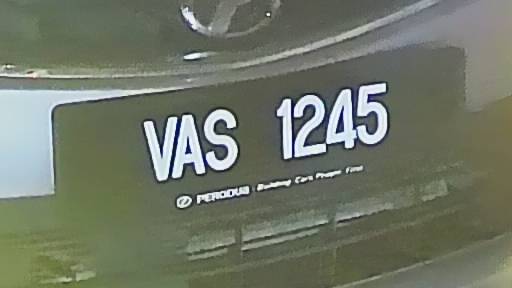 VAS 1245
PERODUA Building Cars People First